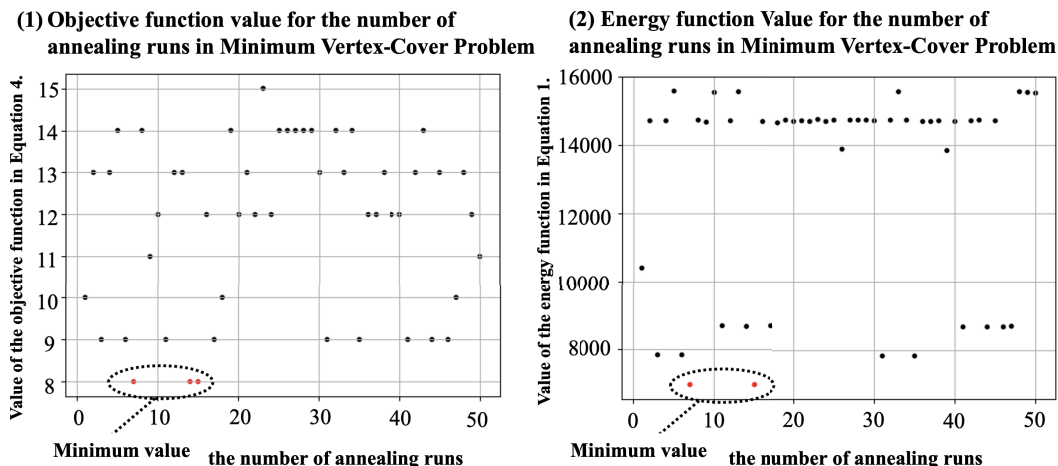 (1) Objective function value for the number of
annealing runs in Minimum Vertex-Cover Problem
Value of the objective function in Equation 4.
15
14
13
12
11
10
9
8
0 10 20 30 40 50
Minimum value
the number of annealing runs
(2) Energy function Value for the number of
annealing runs in Minimum Vertex-Cover Problem
Value of the energy function in Equation 1.
16000
14000
12000
10000
8000
0 10 20 30 40 50
Minimum value
the number of annealing runs